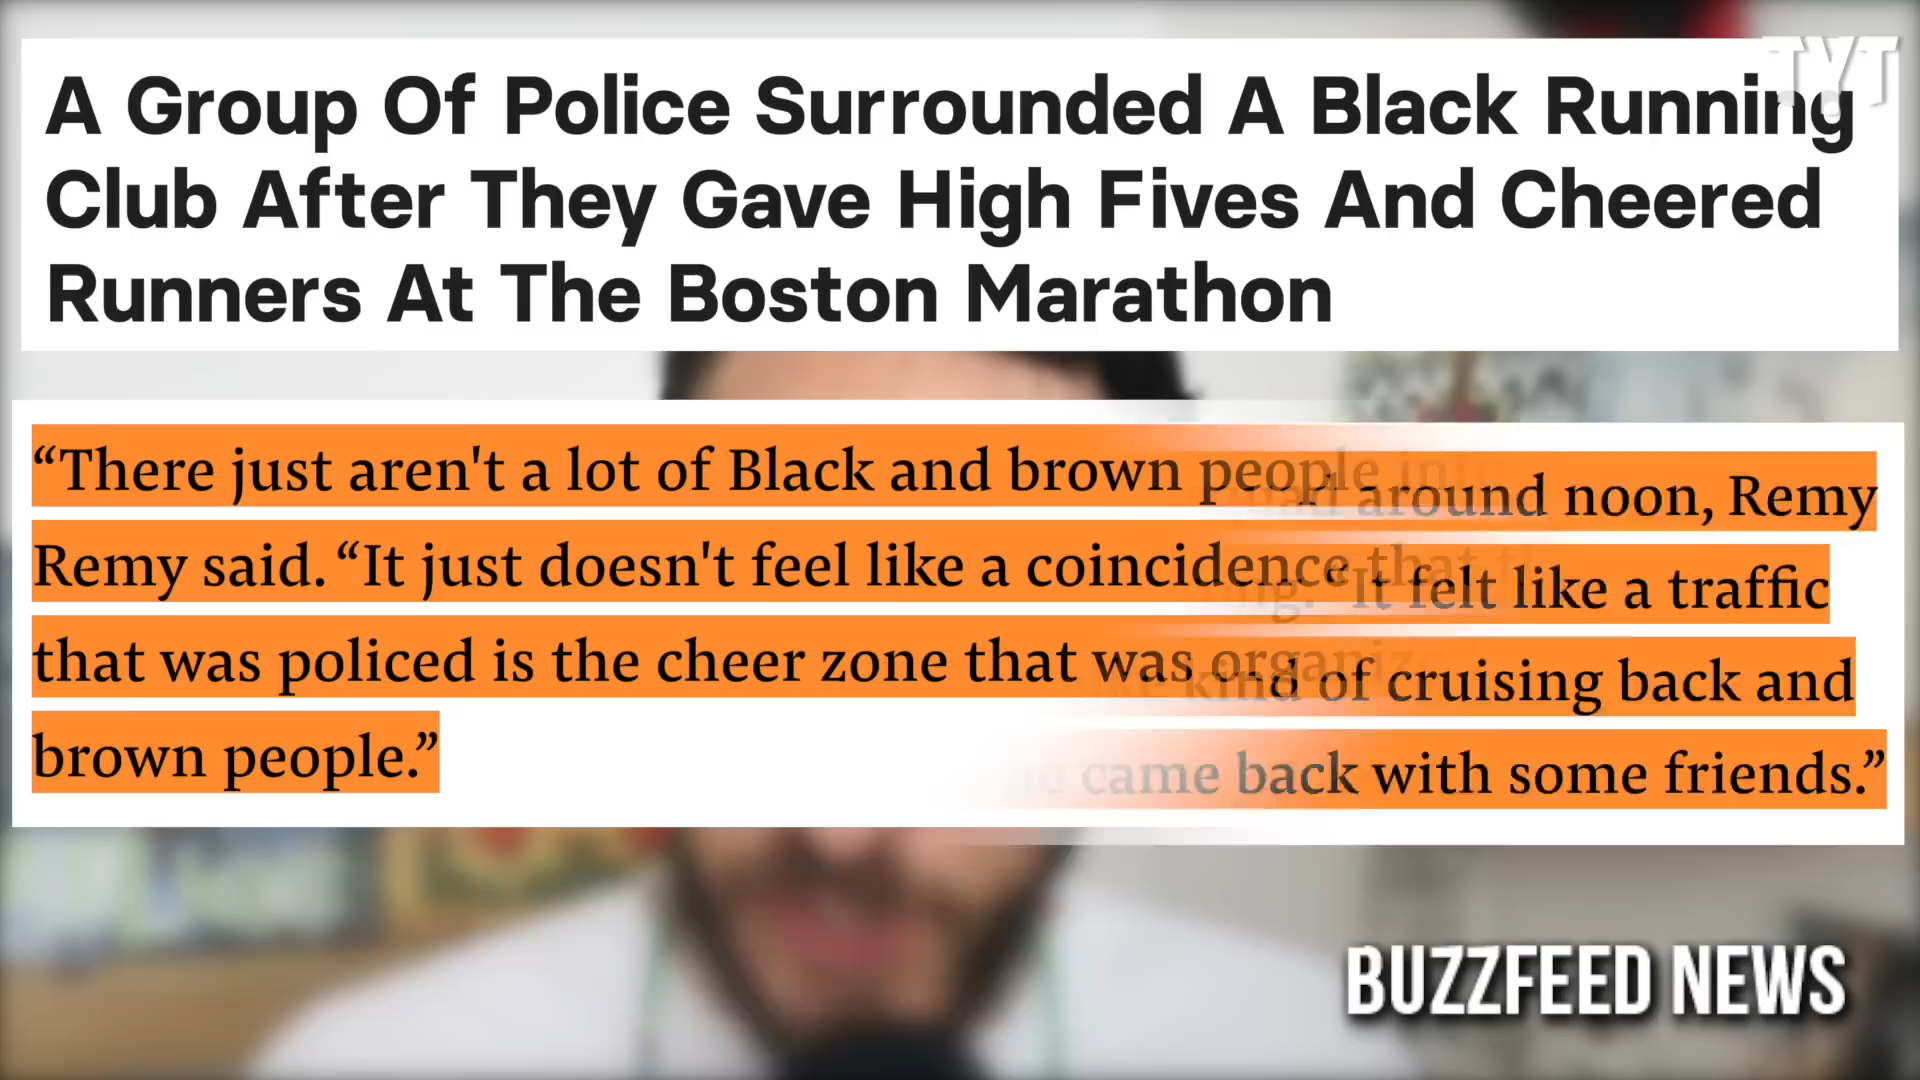 TYT
A Group Of Police Surrounded A Black Running
Club After They Gave High Fives And Cheered
Runners At The Boston Marathon
“There just aren't a lot of Black and brown people
around noon, Remy
Remy said. “It just doesn't feel like a coincidence that
“It felt like a traffic
that was policed is the cheer zone that was
kind of cruising back and
brown people.”
came back with some friends.”
BUZZFEED NEWS